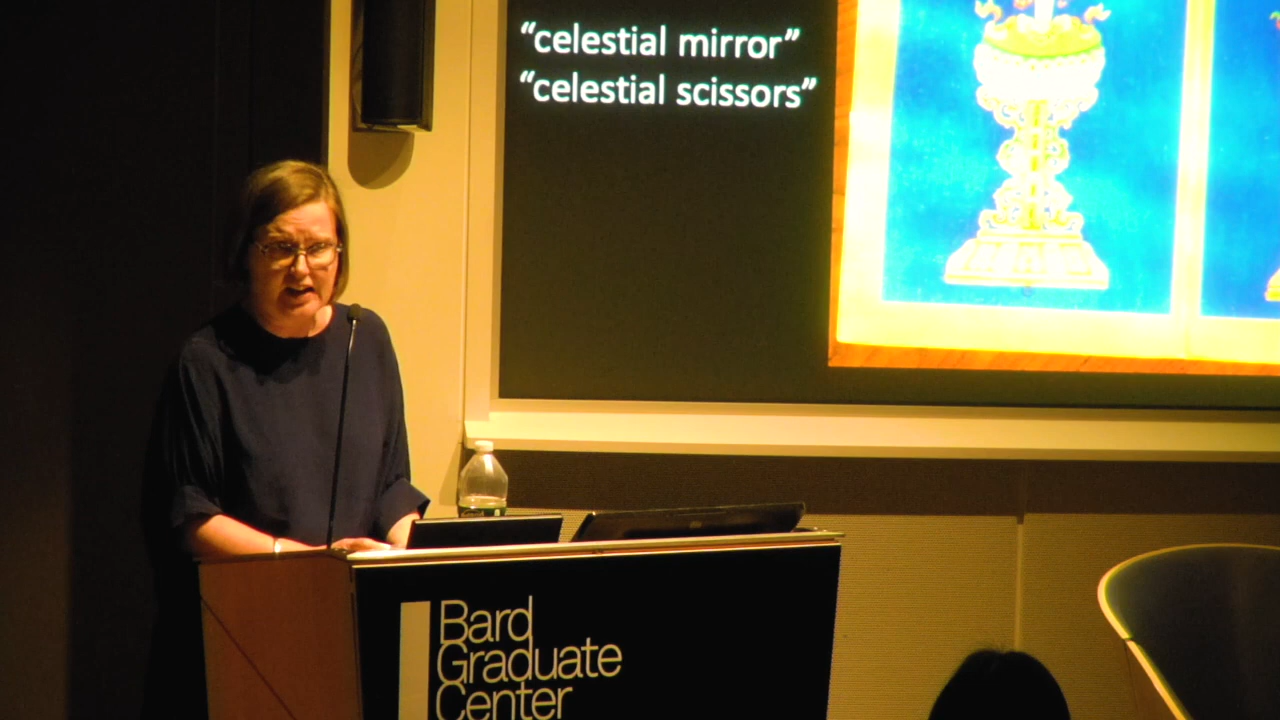 “celestial mirror”
“celestial scissors”
Bard
Graduate
Center